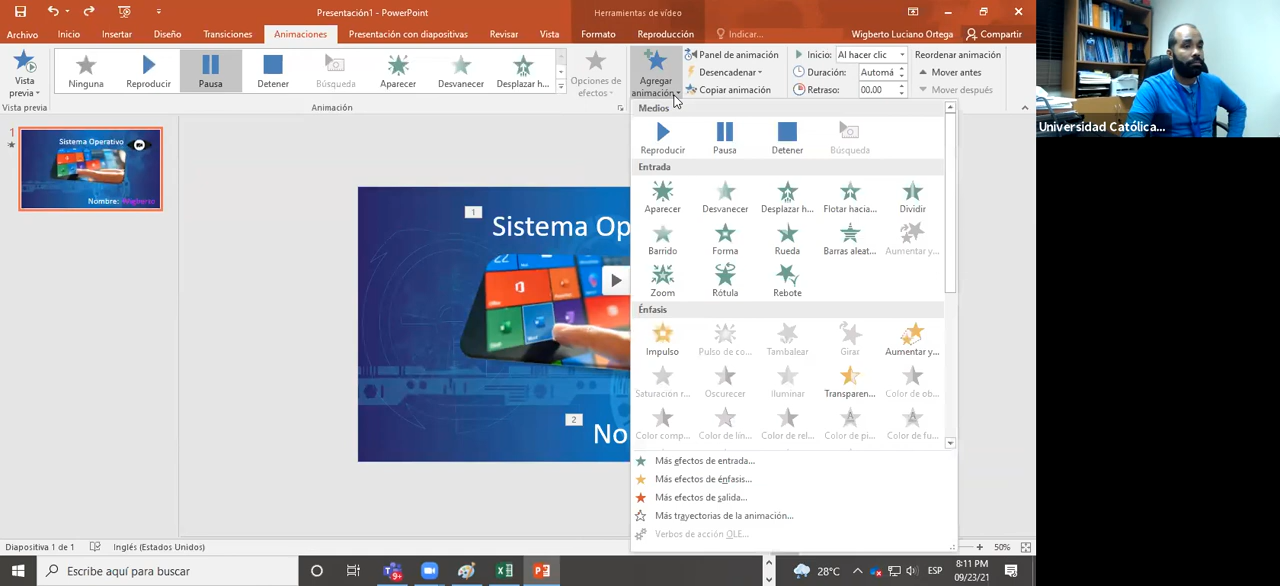 Presentación1 - PowerPoint
Herramientas de vídeo
Archivo Inicio Insertar Diseño Transiciones Animaciones Presentación con diapositivas Revisar Vista Formato Reproducción Indicar... Wigberto Luciano Ortega Compartir
Vista previa
Ninguna Reproducir Pausa Detener Búsqueda Aparecer Desvanecer Desplazar h...
Opciones de efectos
Agregar animación
Panel de animación
Desencadenar
Copiar animación
Inicio: Al hacer clic
Duración: Automá
Retraso: 00.00
Reordenar animación
Mover antes
Mover después
Vista previa
Animación
Medios
Reproducir Pausa Detener Búsqueda
Entrada
Aparecer Desvanecer Desplazar h... Flotar hacia... Dividir
Barrido Forma Rueda Barras aleat... Aumentar y...
Zoom Rótula Rebote
Énfasis
Impulso Pulso de co... Tambalear Girar Aumentar y...
Saturación r... Oscurecer Iluminar Transparen... Color de ob...
Color comp... Color de lín... Color de rel... Color de pi... Color de fu...
Más efectos de entrada...
Más efectos de énfasis...
Más efectos de salida...
Más trayectorias de la animación...
Verbos de acción OLE...
1
Sistema Operativo
Nombre: Wigberto
1
Sistema Op
2
No
Universidad Católica...
Diapositiva 1 de 1 Inglés (Estados Unidos) 50%
Escribe aquí para buscar
9+
28°C ESP 8:11 PM
09/23/21